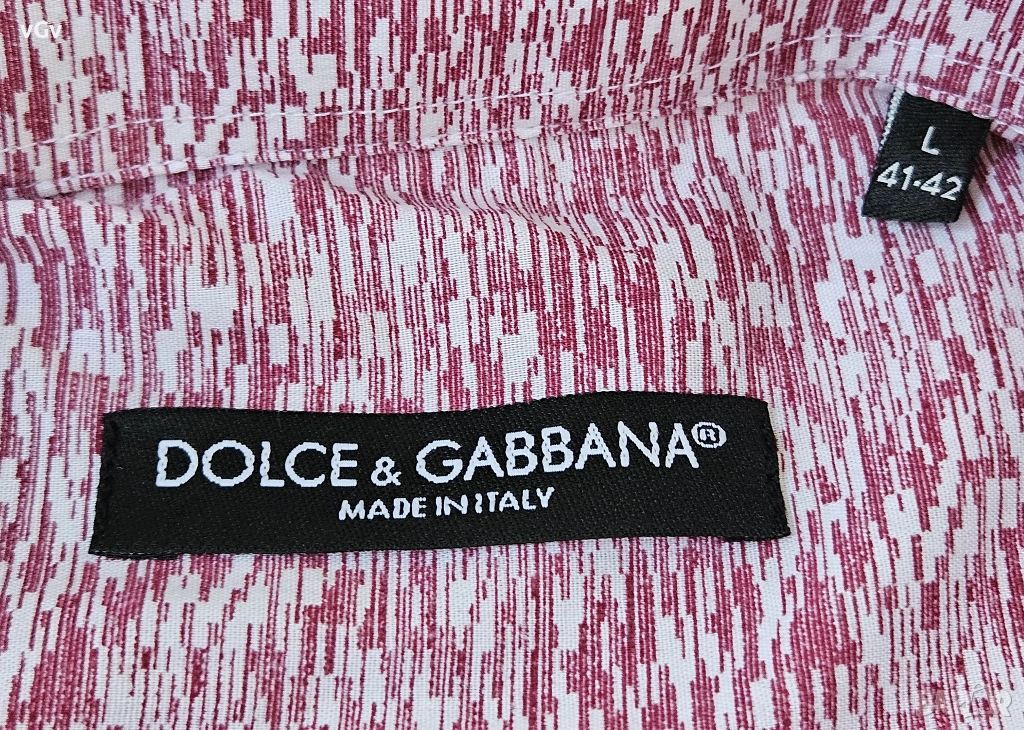 vGv
L
41-42
DOLCE & GABBANA®
MADE IN ITALY